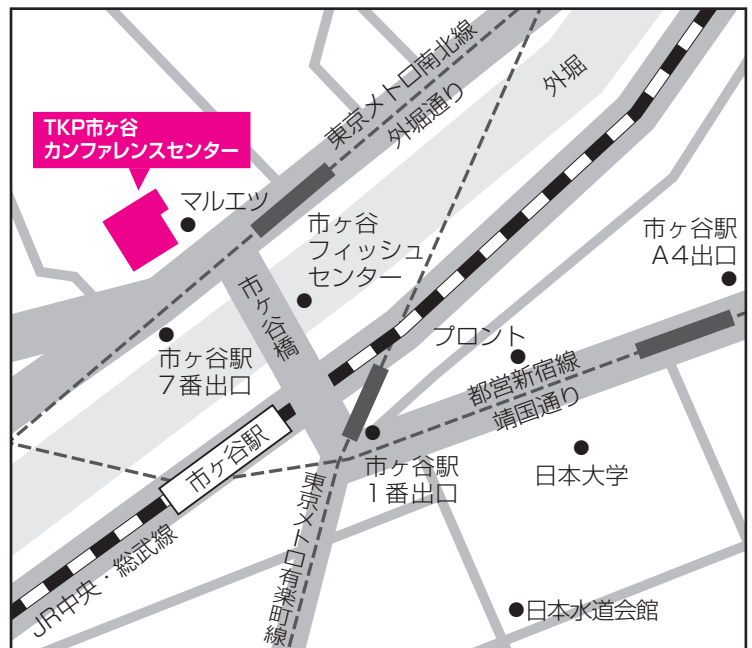 東京メトロ南北線
外堀通り
外堀
TKP市ヶ谷
カンファレンスセンター
マルエツ
市ヶ谷
フィッシュ
センター
市ヶ谷駅
A4出口
市ヶ谷橋
市ヶ谷駅
7番出口
プロント
都営新宿線
靖国通り
市ヶ谷駅
市ヶ谷駅
1番出口
日本大学
東京メトロ有楽町線
JR中央・総武線
日本水道会館